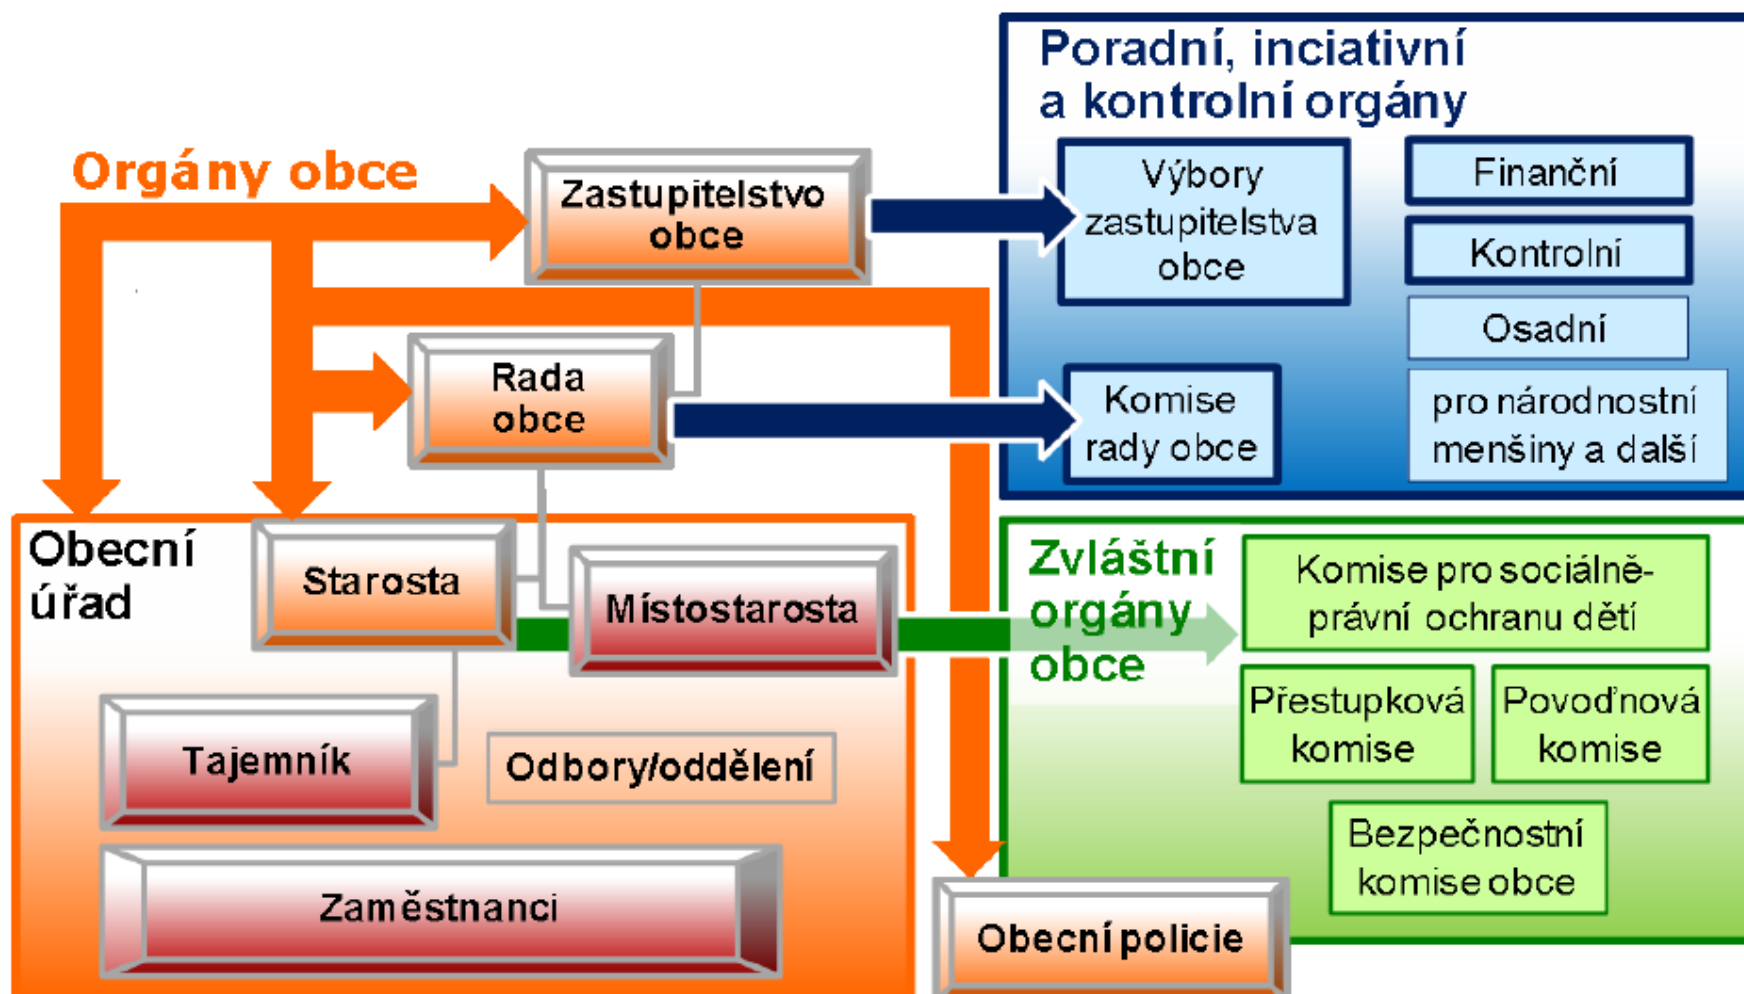 Orgány obce
Zastupitelstvo
obce
Rada
obce
Obecní
úřad
Starosta
Místostarosta
Tajemník
Odbory/oddělení
Zaměstnanci
Obecní policie
Poradní, inciativní
a kontrolní orgány
Výbory
zastupitelstva
obce
Finanční
Kontrolní
Osadní
pro národnostní
menšiny a další
Komise
rady obce
Zvláštní
orgány
obce
Komise pro sociálně-
právní ochranu dětí
Přestupková
komise
Povoďnová
komise
Bezpečnostní
komise obce